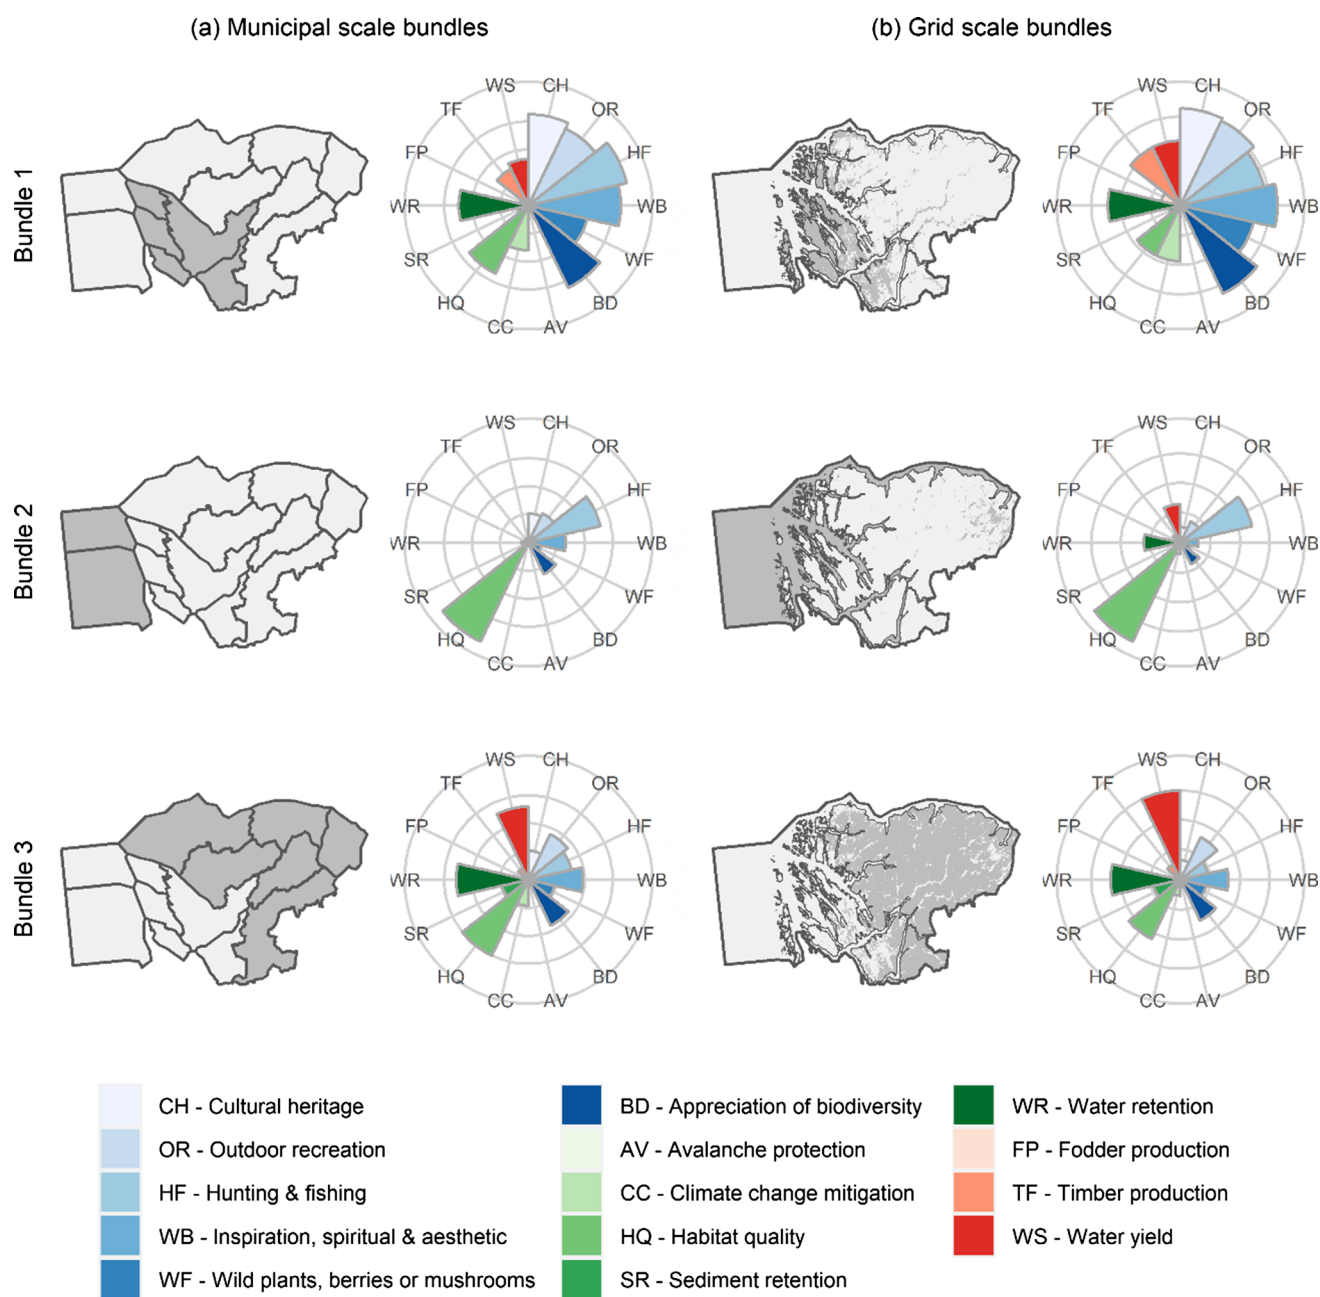 (a) Municipal scale bundles
(b) Grid scale bundles
Bundle 1
WS CH
TF OR
FP HF
WR WB
SR WF
HQ BD
CC AV
WS CH
TF OR
FP HF
WR WB
SR WF
HQ BD
CC AV
Bundle 2
WS CH
TF OR
FP HF
WR WB
SR WF
HQ BD
CC AV
WS CH
TF OR
FP HF
WR WB
SR WF
HQ BD
CC AV
Bundle 3
WS CH
TF OR
FP HF
WR WB
SR WF
HQ BD
CC AV
WS CH
TF OR
FP HF
WR WB
SR WF
HQ BD
CC AV
CH - Cultural heritage
OR - Outdoor recreation
HF - Hunting & fishing
WB - Inspiration, spiritual & aesthetic
WF - Wild plants, berries or mushrooms
BD - Appreciation of biodiversity
AV - Avalanche protection
CC - Climate change mitigation
HQ - Habitat quality
SR - Sediment retention
WR - Water retention
FP - Fodder production
TF - Timber production
WS - Water yield